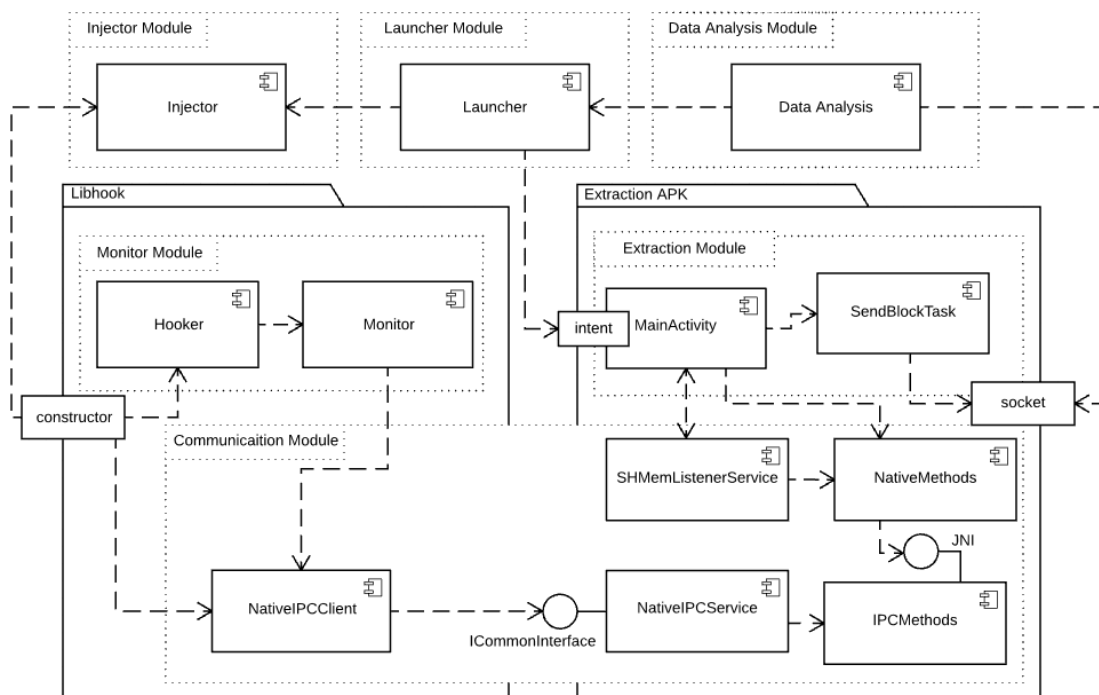 Injector Module
Launcher Module
Data Analysis Module
Injector
Launcher
Data Analysis
Libhook
Extraction APK
Monitor Module
Extraction Module
Hooker
Monitor
intent
MainActivity
SendBlockTask
constructor
socket
Communicaition Module
SHMemListenerService
NativeMethods
JNI
NativeIPCClient
ICommonInterface
NativeIPCService
IPCMethods